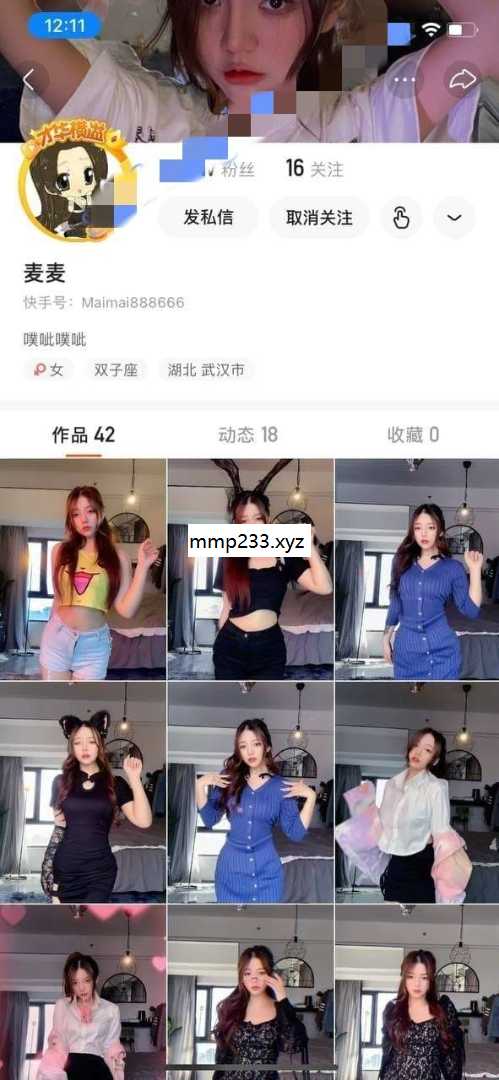 12:11
才华横溢
粉丝 16 关注
发私信 取消关注
麦麦
快手号：Maimai888666
噗呲噗呲
女 双子座 湖北 武汉市
作品 42 动态 18 收藏 0
mmp233.xyz